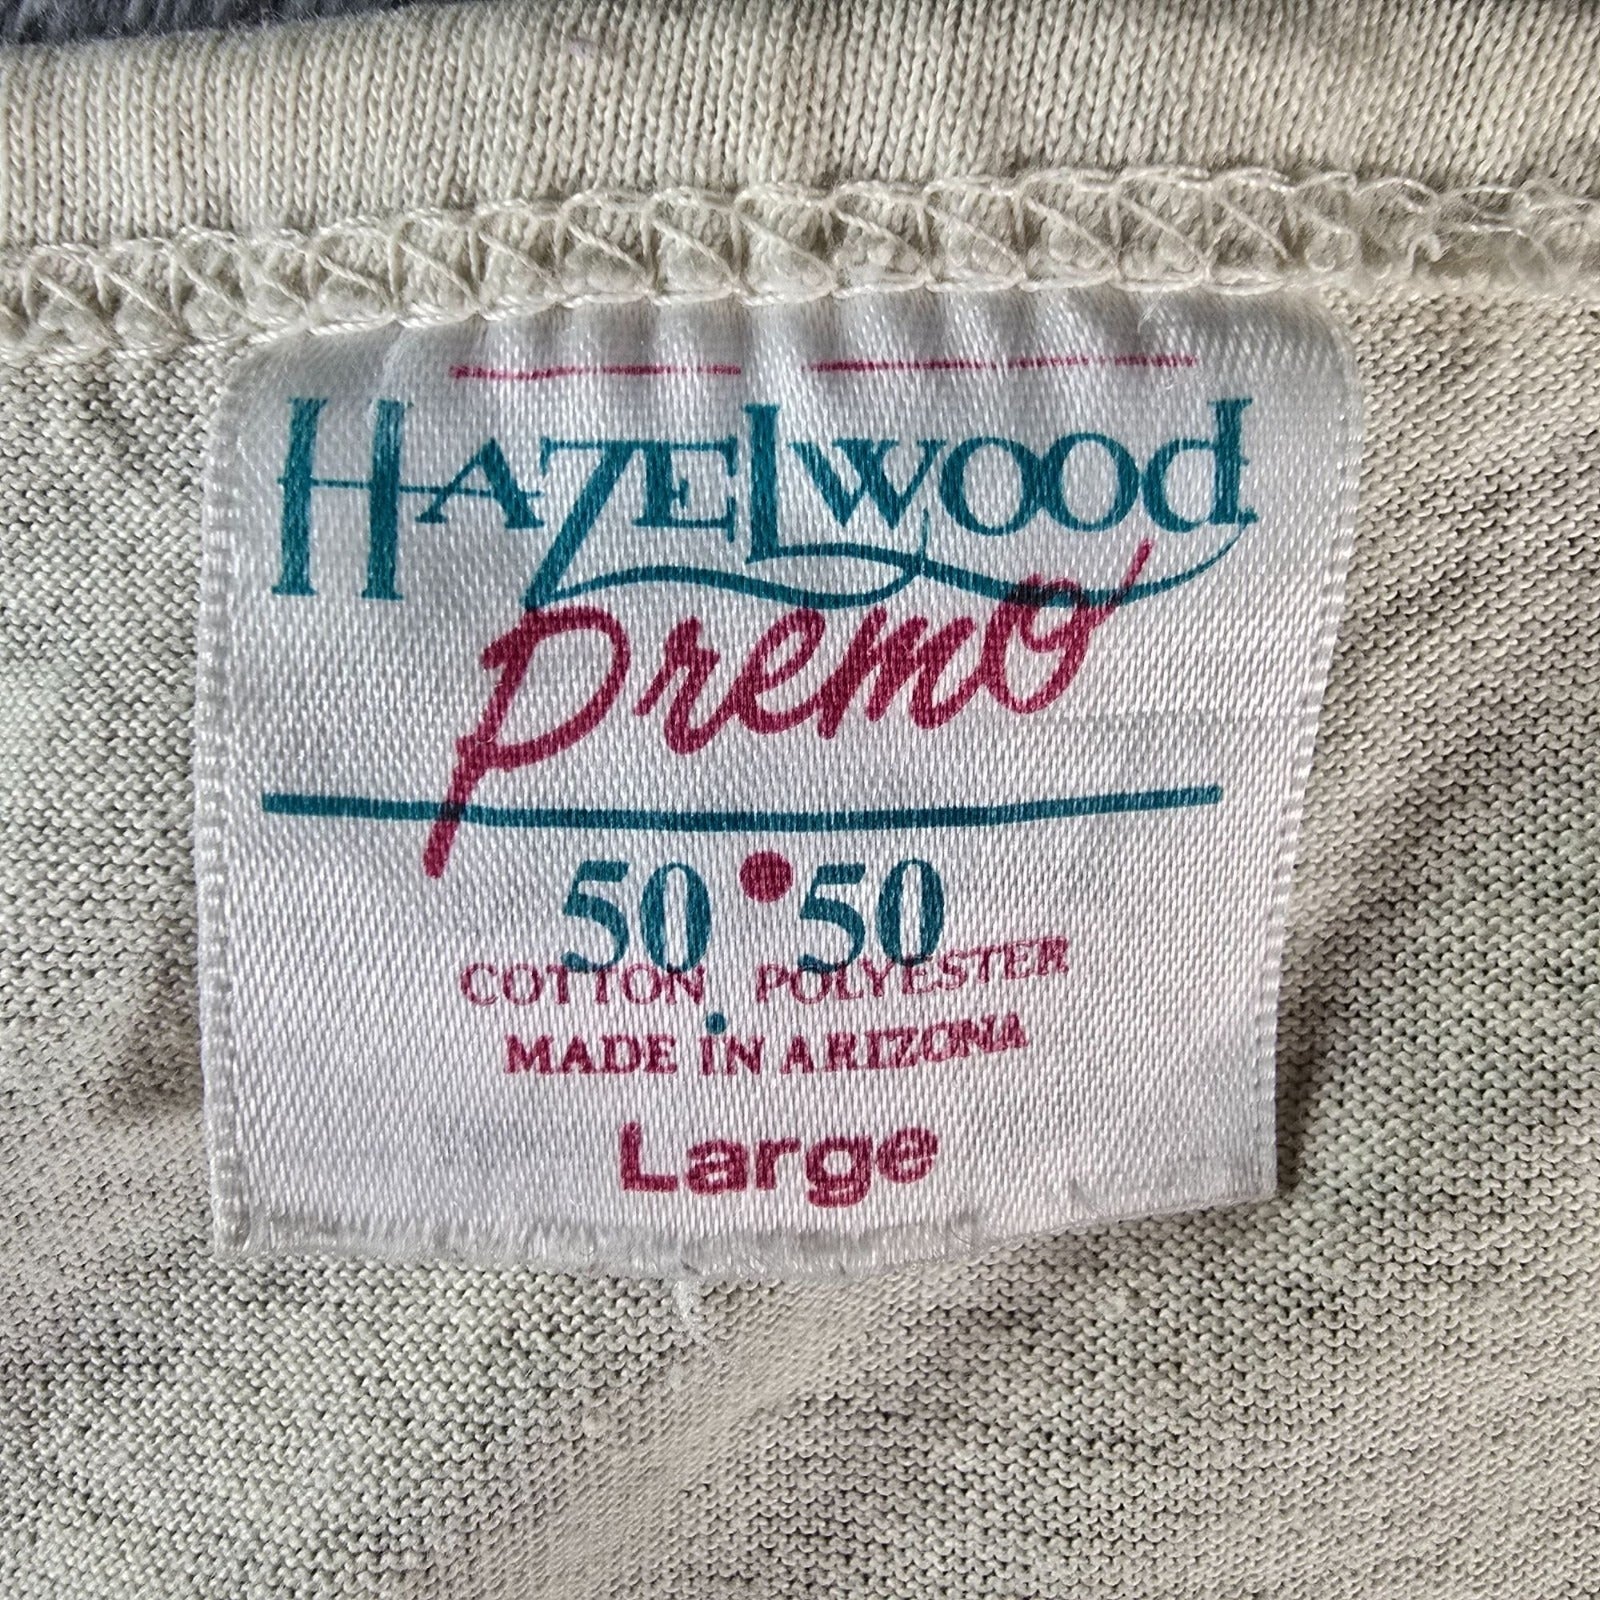 HAZELWOOD
Premo
50 • 50
COTTON POLYESTER
MADE IN ARIZONA
Large